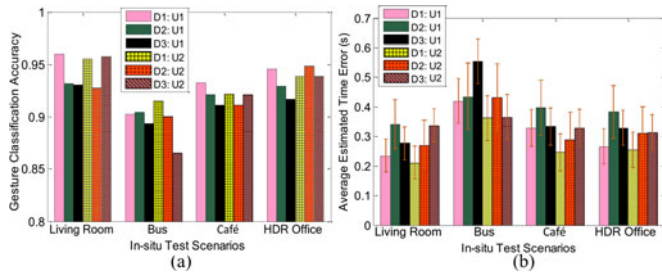 Gesture Classification Accuracy
1
0.95
0.9
0.85
0.8
D1: U1
D2: U1
D3: U1
D1: U2
D2: U2
D3: U2
Living Room Bus Café HDR Office
In-situ Test Scenarios
(a)
Average Estimated Time Error (s)
0.7
0.6
0.5
0.4
0.3
0.2
0.1
0
D1: U1
D2: U1
D3: U1
D1: U2
D2: U2
D3: U2
Living Room Bus Café HDR Office
In-situ Test Scenarios
(b)